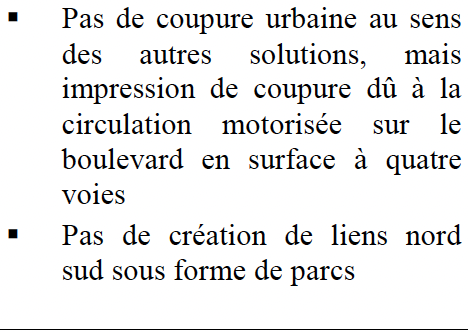 ▪ Pas de coupure urbaine au sens
des autres solutions, mais
impression de coupure dû à la
circulation motorisée sur le
boulevard en surface à quatre
voies
▪ Pas de création de liens nord
sud sous forme de parcs